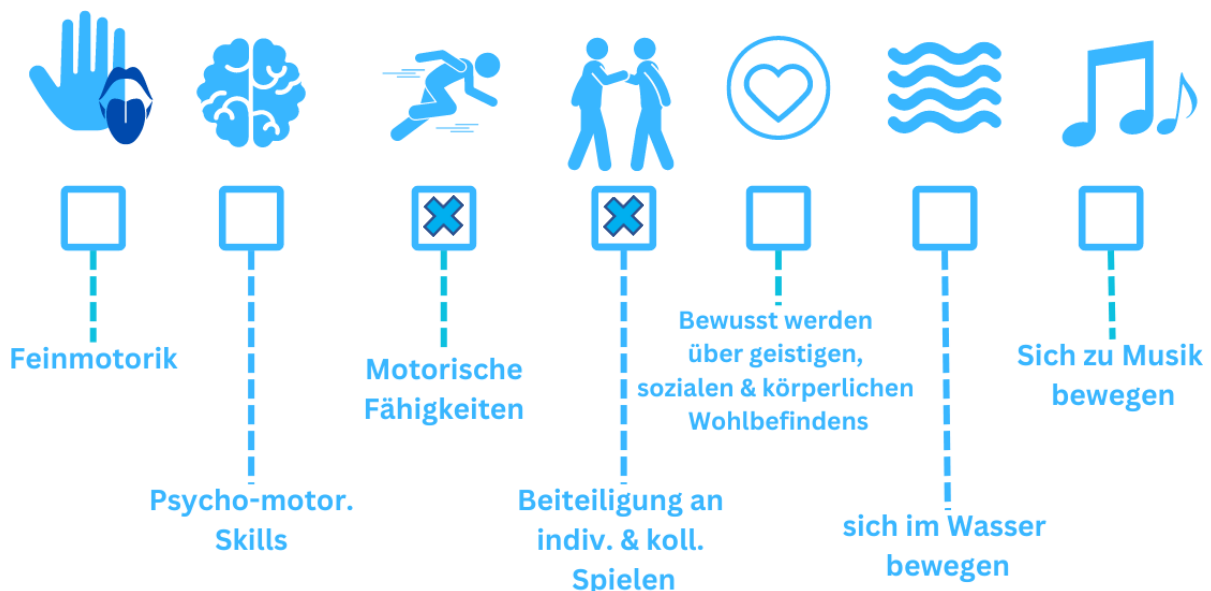 Feinmotorik
Psycho-motor.
Skills
Motorische
Fähigkeiten
Beiteiligung an
indiv. & koll.
Spielen
Bewusst werden
über geistigen,
sozialen & körperlichen
Wohlbefindens
sich im Wasser
bewegen
Sich zu Musik
bewegen